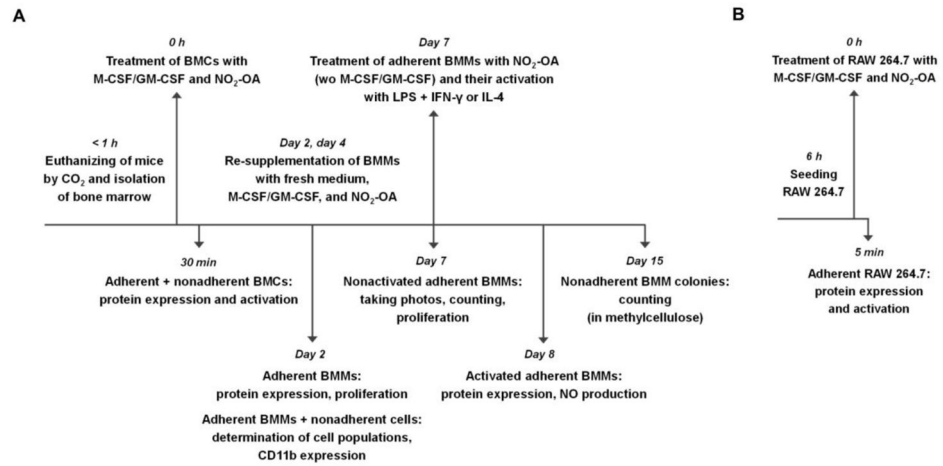 A
0 h
Treatment of BMCs with
M-CSF/GM-CSF and NO₂-OA
Day 7
Treatment of adherent BMMs with NO₂-OA
(wo M-CSF/GM-CSF) and their activation
with LPS + IFN-γ or IL-4
< 1 h
Euthanizing of mice
by CO₂ and isolation
of bone marrow
Day 2, day 4
Re-supplementation of BMMs
with fresh medium,
M-CSF/GM-CSF, and NO₂-OA
30 min
Adherent + nonadherent BMCs:
protein expression and activation
Day 7
Nonactivated adherent BMMs:
taking photos, counting,
proliferation
Day 15
Nonadherent BMM colonies:
counting
(in methylcellulose)
Day 2
Adherent BMMs:
protein expression, proliferation
Adherent BMMs + nonadherent cells:
determination of cell populations,
CD11b expression
Day 8
Activated adherent BMMs:
protein expression, NO production
B
0 h
Treatment of RAW 264.7 with
M-CSF/GM-CSF and NO₂-OA
6 h
Seeding
RAW 264.7
5 min
Adherent RAW 264.7:
protein expression
and activation